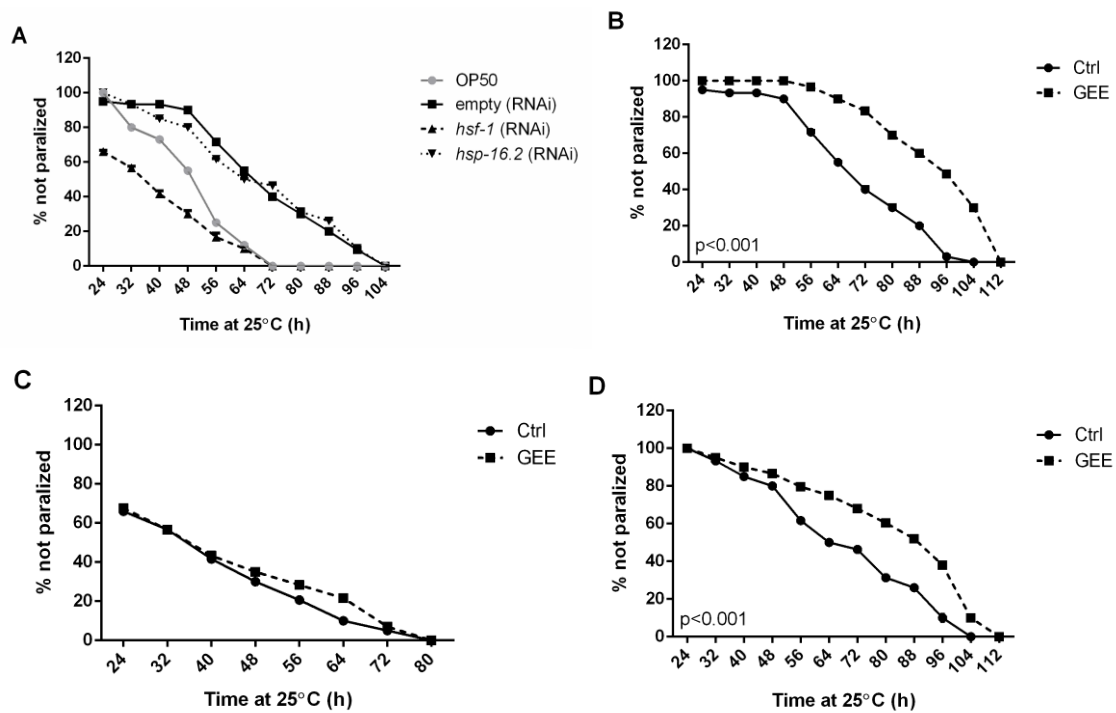 A
% not paralized
120
100
80
60
40
20
0
24 32 40 48 56 64 72 80 88 96 104
Time at 25°C (h)
OP50
empty (RNAi)
hsf-1 (RNAi)
hsp-16.2 (RNAi)
B
% not paralized
120
100
80
60
40
20
0
p<0.001
24 32 40 48 56 64 72 80 88 96 104 112
Time at 25°C (h)
Ctrl
GEE
C
% not paralized
120
100
80
60
40
20
0
24 32 40 48 56 64 72 80
Time at 25°C (h)
Ctrl
GEE
D
% not paralized
120
100
80
60
40
20
0
p<0.001
24 32 40 48 56 64 72 80 88 96 104 112
Time at 25°C (h)
Ctrl
GEE